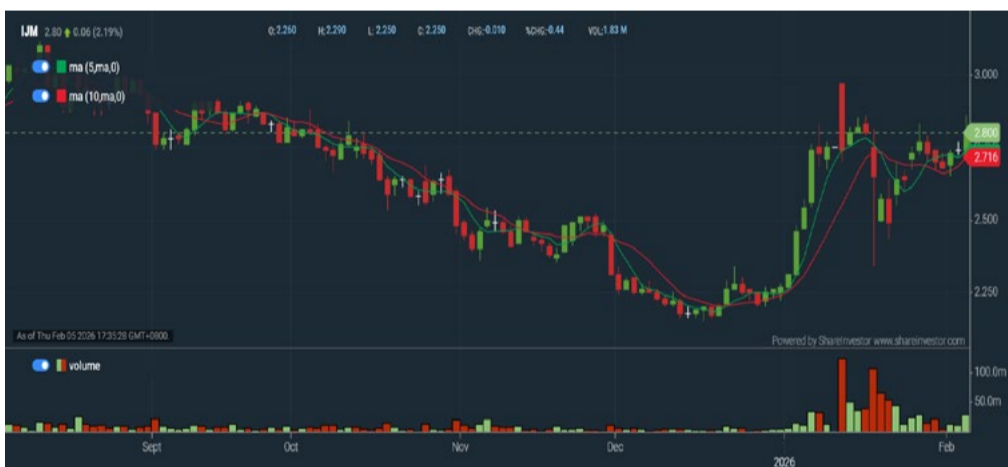 IJM 2.80 0.06 (2.19%)
O: 2.260 H: 2.290 L: 2.250 C: 2.250 CHG:-0.010 %CHG:-0.44 VOL:1.83 M
ma (5,ma,0)
ma (10,ma,0)
3.000
2.800
2.716
2.500
2.250
As of Thu Feb 05 2026 17:35:28 GMT+0800.
Powered by ShareInvestor www.shareinvestor.com
volume
100.0m
50.0m
Sept Oct Nov Dec Feb
2026